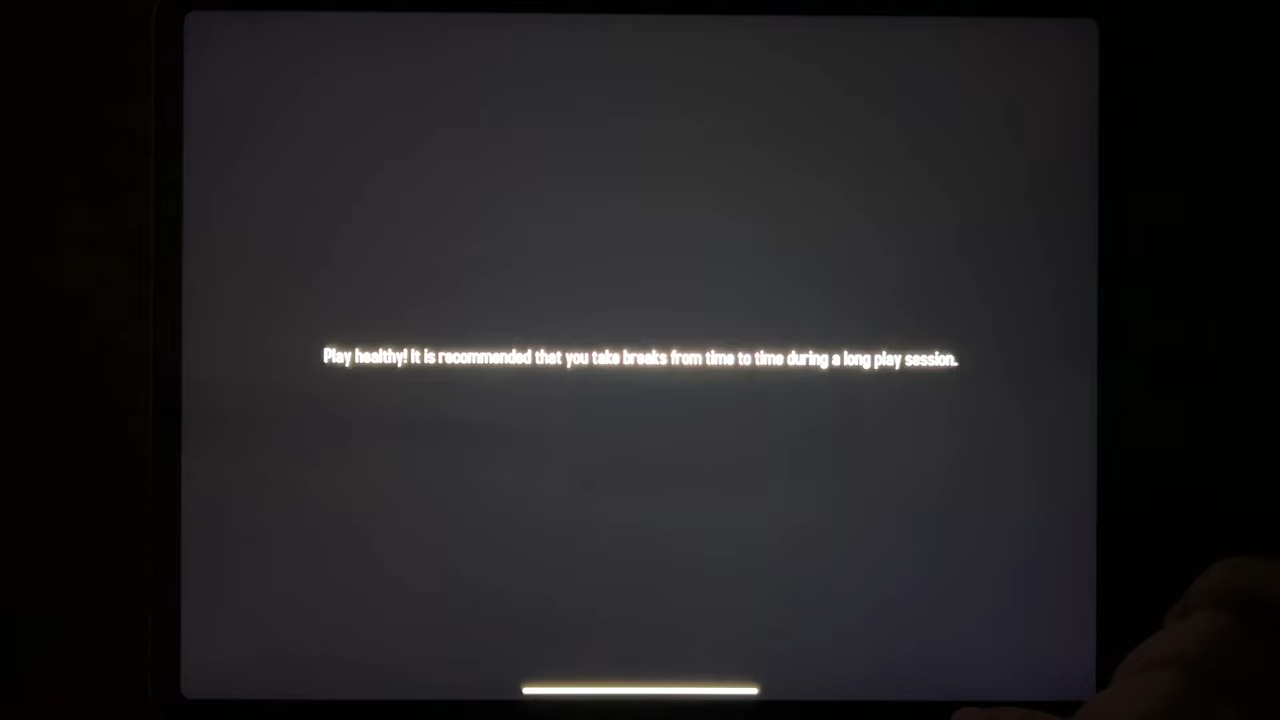 Play healthy! It is recommended that you take breaks from time to time during a long play session.